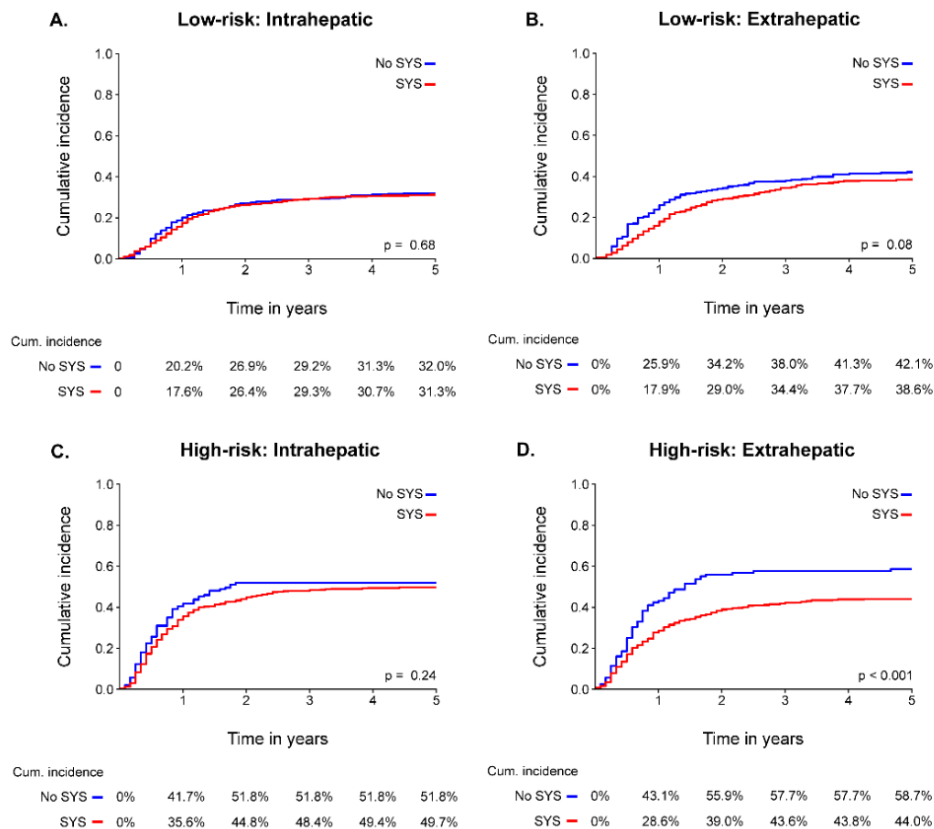 A. Low-risk: Intrahepatic
Cumulative incidence
1.0
0.8
0.6
0.4
0.2
0.0
No SYS
SYS
p = 0.68
1 2 3 4 5
Time in years
Cum. incidence
No SYS 0 20.2% 26.9% 29.2% 31.3% 32.0%
SYS 0 17.6% 26.4% 29.3% 30.7% 31.3%
B. Low-risk: Extrahepatic
Cumulative incidence
1.0
0.8
0.6
0.4
0.2
0.0
No SYS
SYS
p = 0.08
1 2 3 4 5
Time in years
Cum. incidence
No SYS 0% 25.9% 34.2% 38.0% 41.3% 42.1%
SYS 0% 17.9% 29.0% 34.4% 37.7% 38.6%
C. High-risk: Intrahepatic
Cumulative incidence
1.0
0.8
0.6
0.4
0.2
0.0
No SYS
SYS
p = 0.24
1 2 3 4 5
Time in years
Cum. incidence
No SYS 0% 41.7% 51.8% 51.8% 51.8% 51.8%
SYS 0% 35.6% 44.8% 48.4% 49.4% 49.7%
D. High-risk: Extrahepatic
Cumulative incidence
1.0
0.8
0.6
0.4
0.2
0.0
No SYS
SYS
p < 0.001
1 2 3 4 5
Time in years
Cum. incidence
No SYS 0% 43.1% 55.9% 57.7% 57.7% 58.7%
SYS 0% 28.6% 39.0% 43.6% 43.8% 44.0%